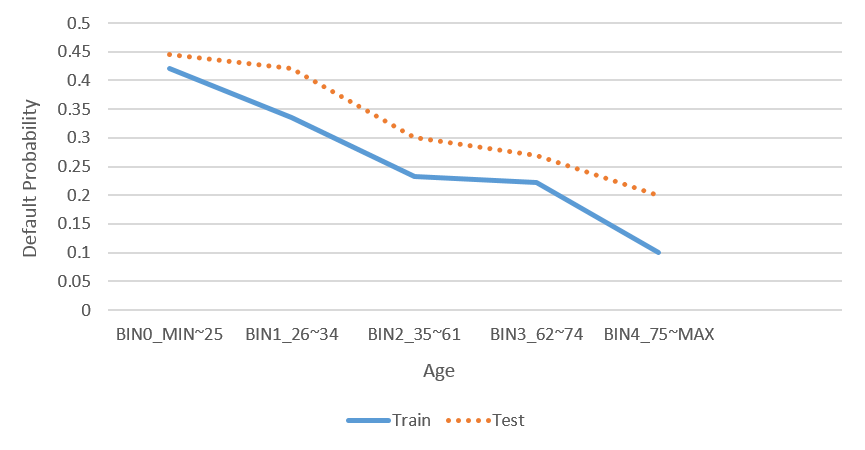 0.5
0.45
0.4
0.35
0.3
0.25
0.2
0.15
0.1
0.05
0
Default Probability
BIN0_MIN~25 BIN1_26~34 BIN2_35~61 BIN3_62~74 BIN4_75~MAX
Age
Train Test